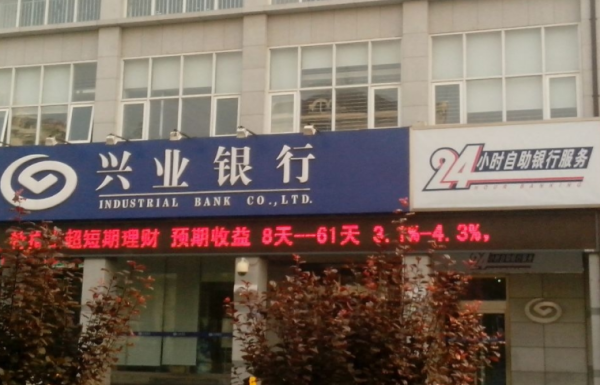 兴业银行
INDUSTRIAL BANK CO.,LTD.
24小时自助银行服务
超短期理财 预期收益 8天--61天 3.1%-4.3%,
24